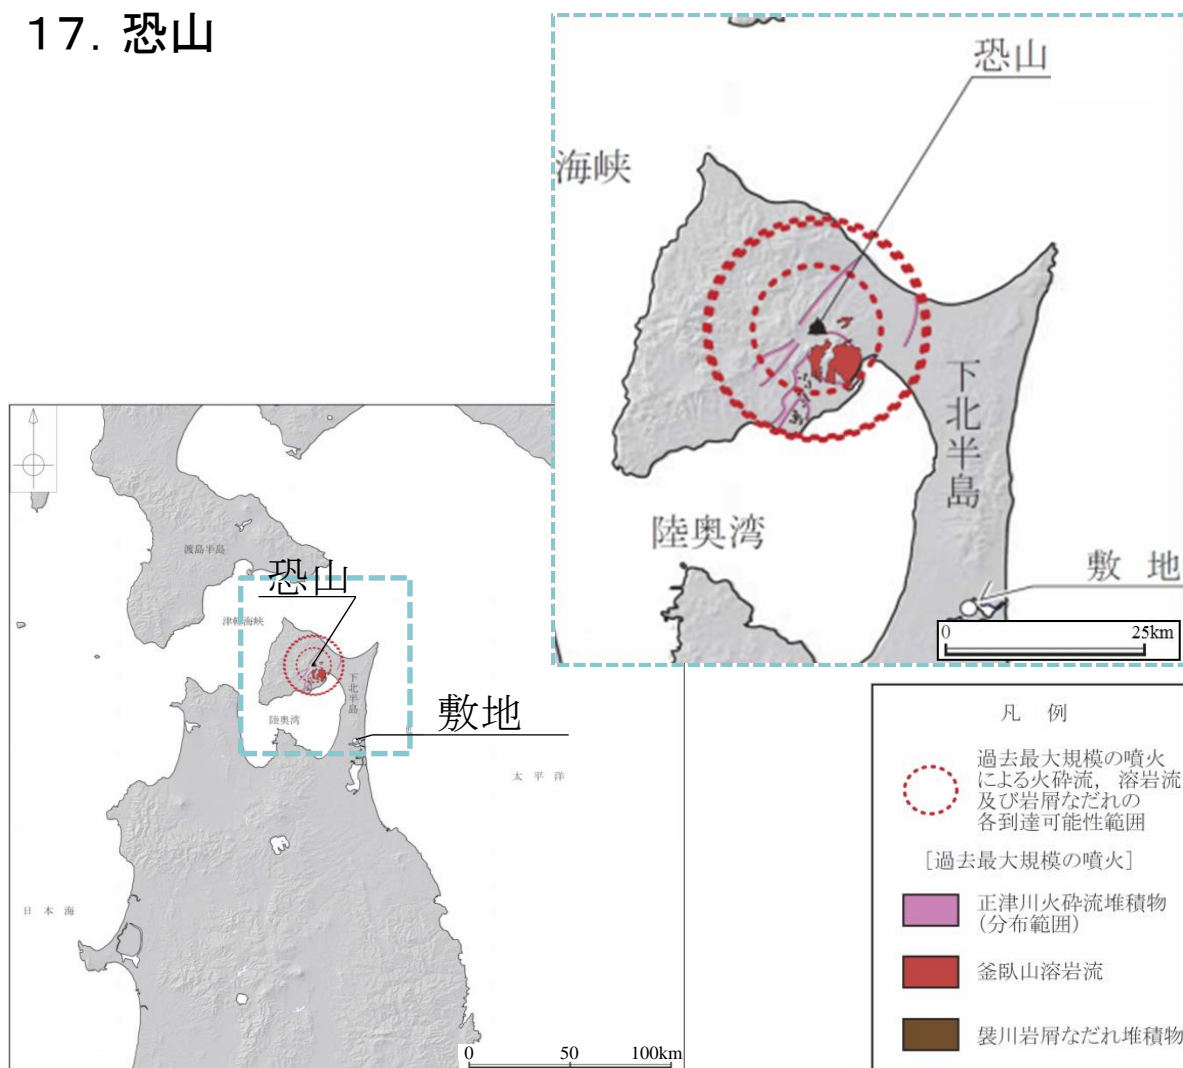 17. 恐山
恐山
海峡
下北半島
陸奥湾
敷 地
0 25km
渡島半島
恐山
津軽海峡
下北半島
陸奥湾
敷地
太 平 洋
日 本 海
0 50 100km
凡 例
過去最大規模の噴火
による火砕流, 溶岩流
及び岩屑なだれの
各到達可能性範囲
[過去最大規模の噴火]
正津川火砕流堆積物
(分布範囲)
釜臥山溶岩流
襲川岩屑なだれ堆積物